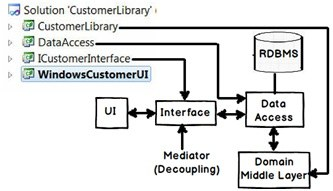 Solution 'CustomerLibrary'
CustomerLibrary
DataAccess
ICustomerInterface
WindowsCustomerUI
RDBMS
UI
Interface
Data
Access
Mediator
(Decoupling)
Domain
Middle Layer